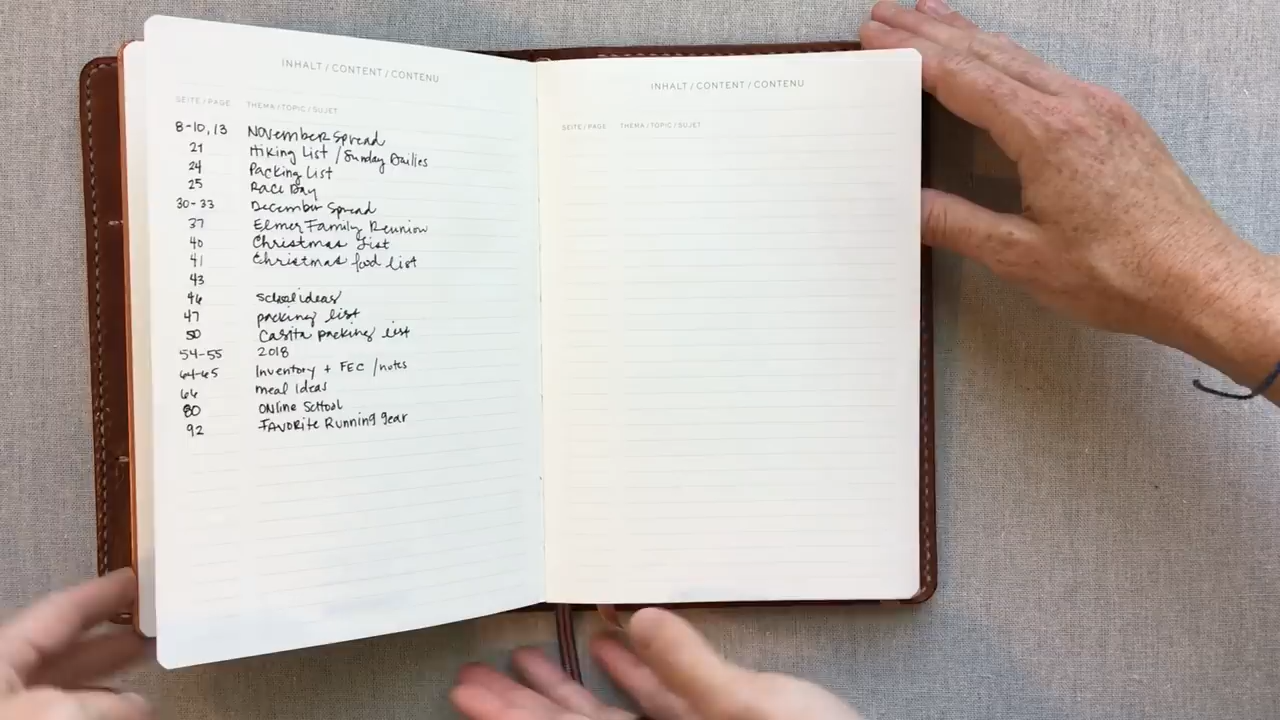 INHALT / CONTENT / CONTENU
SEITE / PAGE THEMA / TOPIC / SUJET
8-10, 13 November Spread
21 Hiking List / Sunday Dailies
24 Packing List
25 Race Day
30-33 December Spread
37 Elmer Family Reunion
40 Christmas List
41 Christmas food list
43
46 school ideas
47 packing list
50 Casita packing list
54-55 2018
64-65 Inventory + FEC / notes
66 meal ideas
80 Online School
92 FAVORITE Running gear
INHALT / CONTENT / CONTENU
SEITE / PAGE THEMA / TOPIC / SUJET